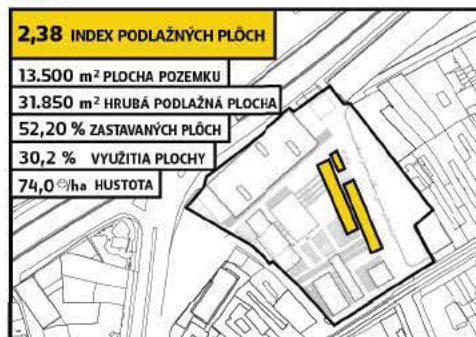 2,38 INDEX PODLAŽNÝCH PLÔCH
13.500 m² PLOCHA POZEMKU
31.850 m² HRUBÁ PODLAŽNÁ PLOCHA
52,20 % ZASTAVANÝCH PLÔCH
30,2 % VYUŽITIA PLOCHY
74,0 /ha HUSTOTA